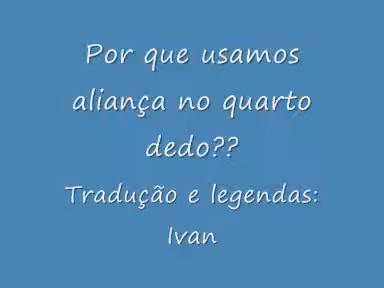 Por que usamos
aliança no quarto
dedo??
Tradução e legendas:
Ivan